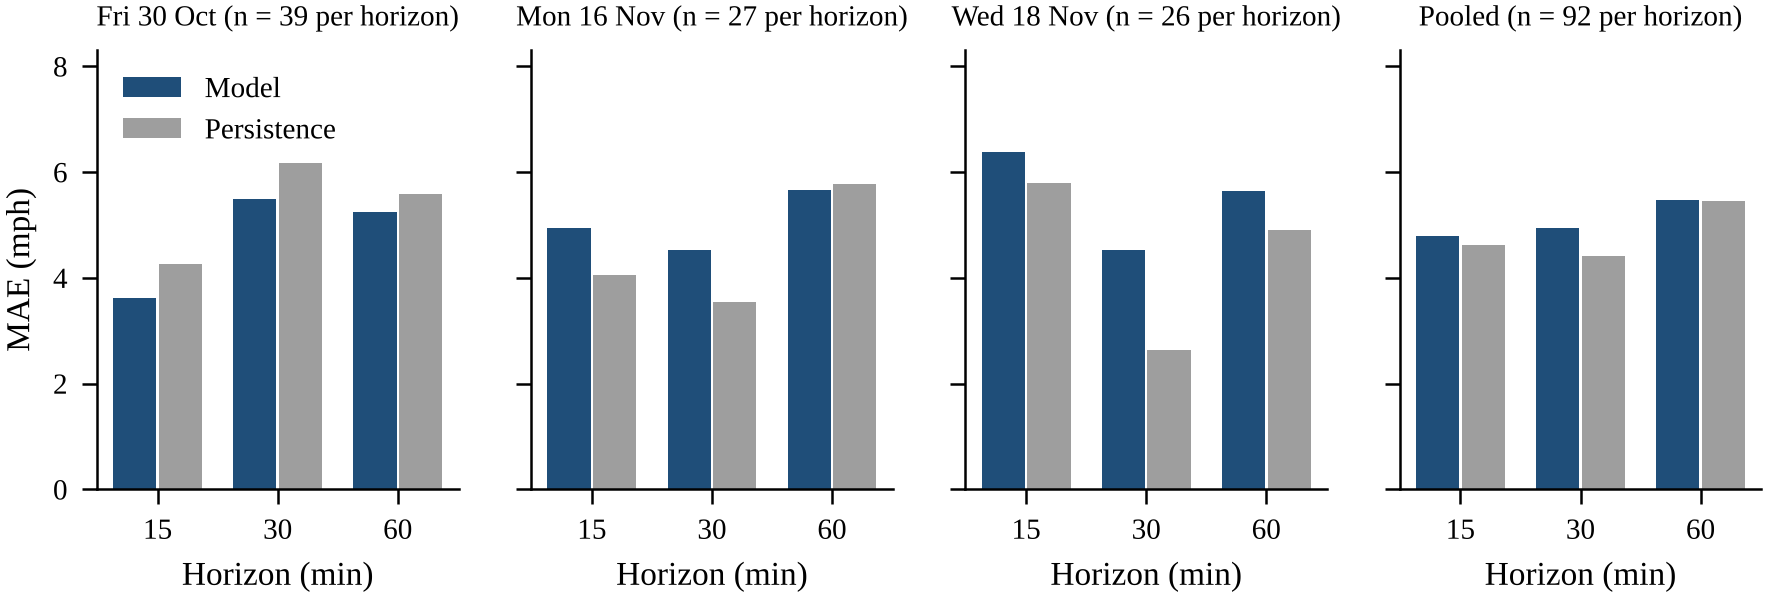 Fri 30 Oct (n = 39 per horizon)
Mon 16 Nov (n = 27 per horizon)
Wed 18 Nov (n = 26 per horizon)
Pooled (n = 92 per horizon)
Model
Persistence
MAE (mph)
8
6
4
2
0
15 30 60
15 30 60
15 30 60
15 30 60
Horizon (min)
Horizon (min)
Horizon (min)
Horizon (min)